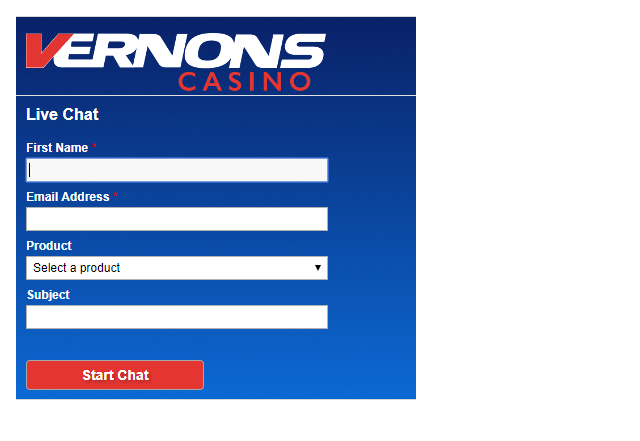 VERNONS
CASINO
Live Chat
First Name *
Email Address *
Product
Select a product
Subject
Start Chat